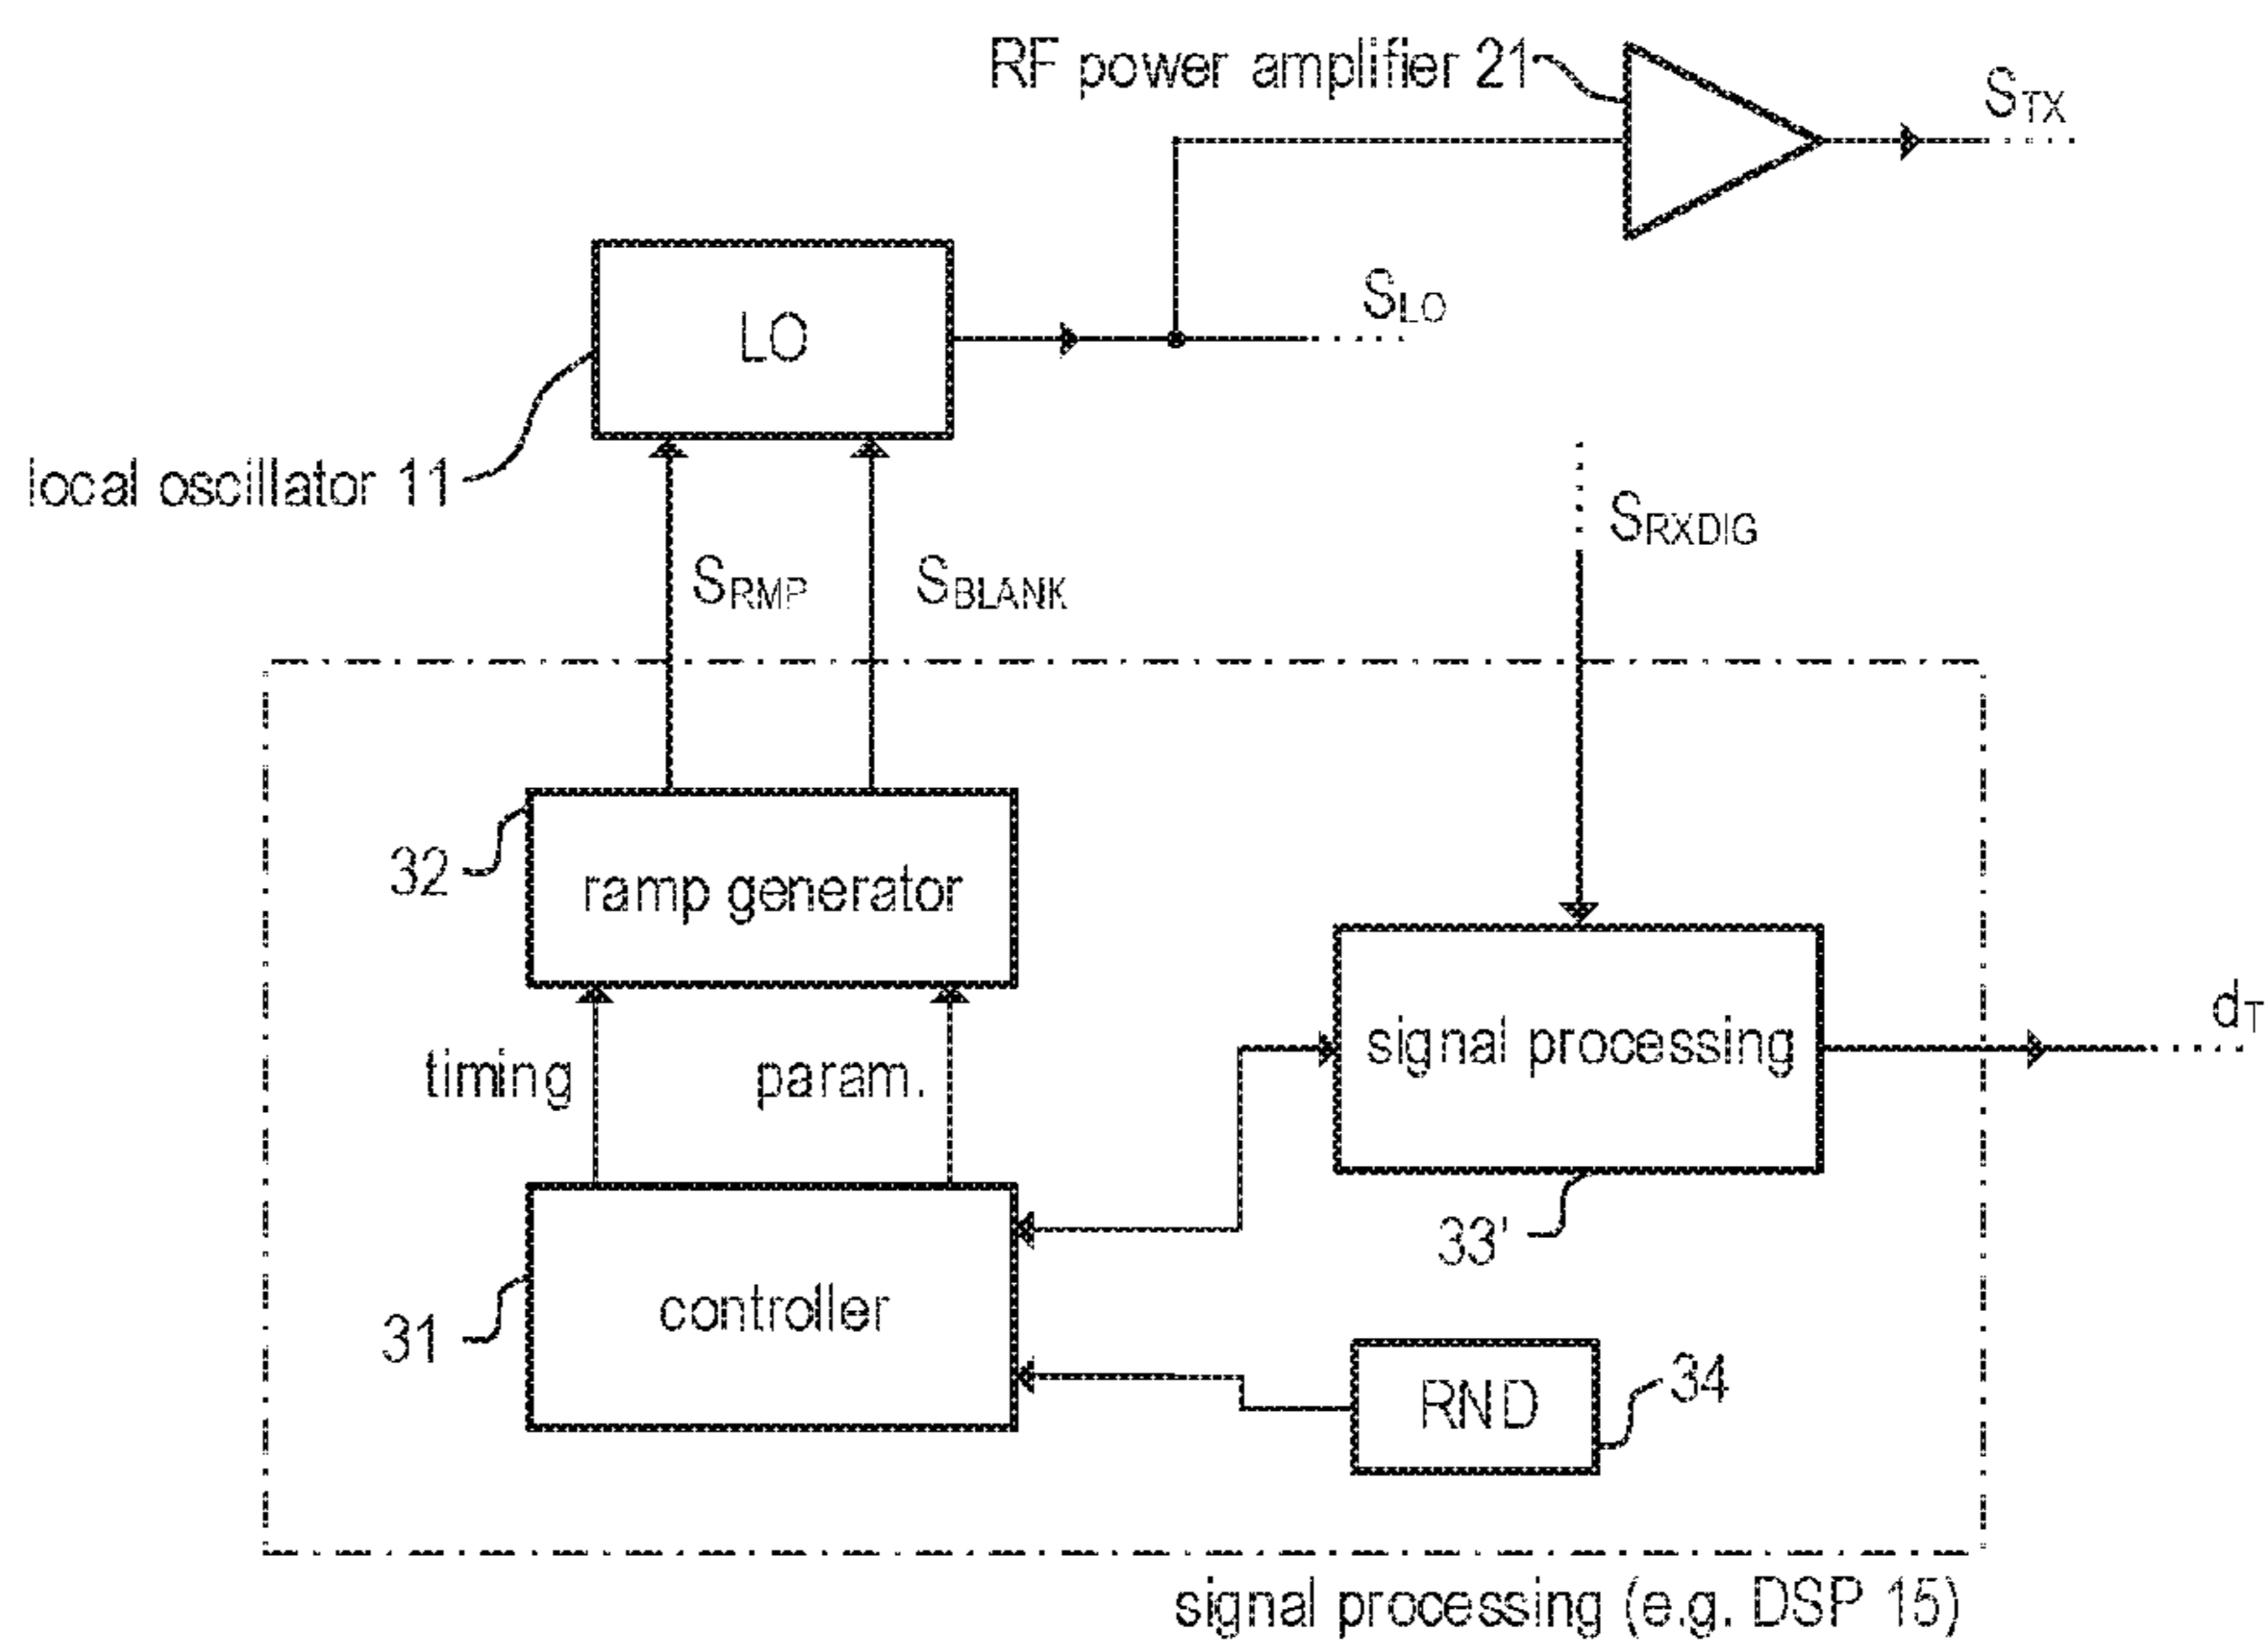 RF power amplifier 21
STX
LO
SLO
local oscillator 11
SRMP
SBLANK
SRXDIG
32
ramp generator
timing
param.
signal processing
dT
33'
31
controller
RND
34
signal processing (e.g. DSP 15)